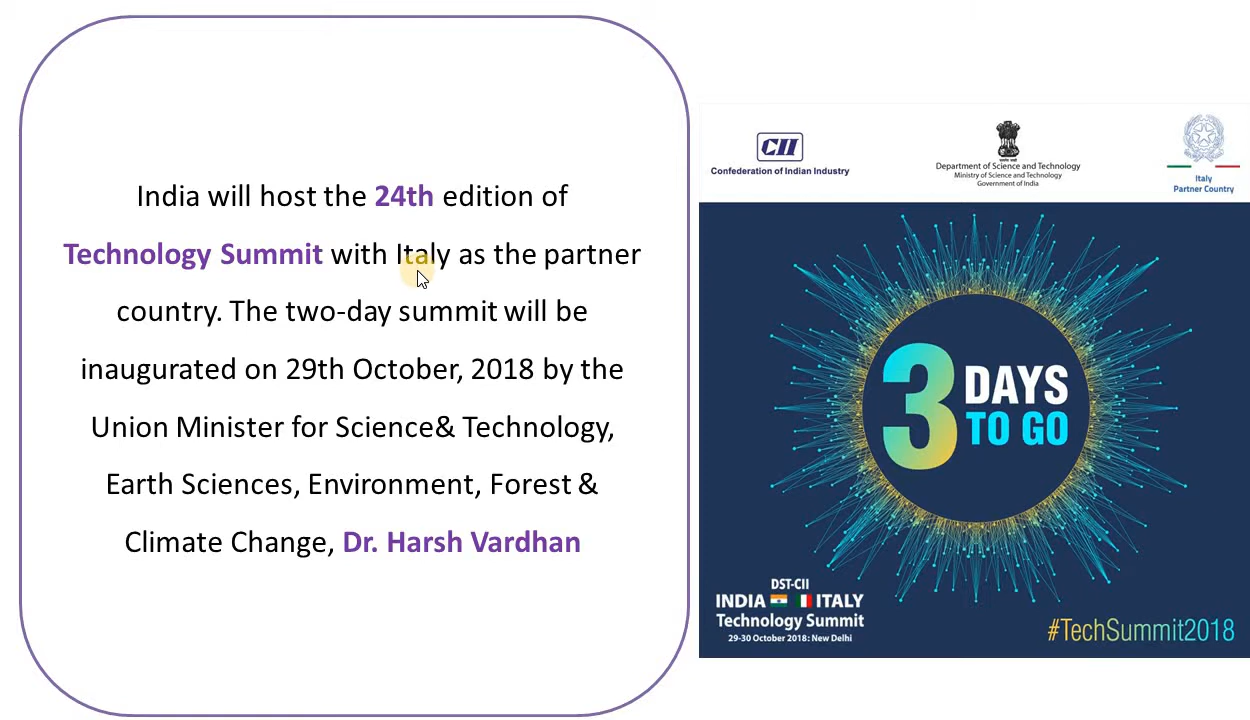 India will host the 24th edition of
Technology Summit with Italy as the partner
country. The two-day summit will be
inaugurated on 29th October, 2018 by the
Union Minister for Science& Technology,
Earth Sciences, Environment, Forest &
Climate Change, Dr. Harsh Vardhan
CII
Confederation of Indian Industry
Department of Science and Technology
Ministry of Science and Technology
Government of India
Italy
Partner Country
3 DAYS
TO GO
DST-CII
INDIA ITALY
Technology Summit
29-30 October 2018: New Delhi
#TechSummit2018